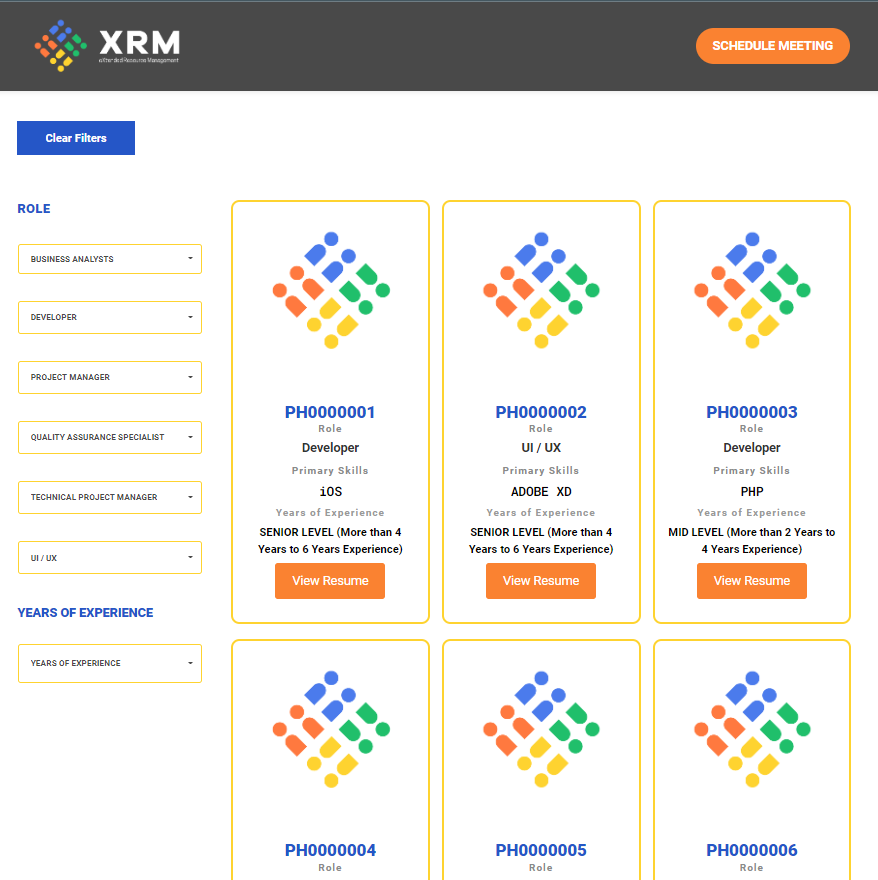 XRM
eXtended Resource Management
SCHEDULE MEETING
Clear Filters
ROLE
BUSINESS ANALYSTS
DEVELOPER
PROJECT MANAGER
QUALITY ASSURANCE SPECIALIST
TECHNICAL PROJECT MANAGER
UI / UX
YEARS OF EXPERIENCE
YEARS OF EXPERIENCE
PH0000001
Role
Developer
Primary Skills
iOS
Years of Experience
SENIOR LEVEL (More than 4
Years to 6 Years Experience)
View Resume
PH0000002
Role
UI / UX
Primary Skills
ADOBE XD
Years of Experience
SENIOR LEVEL (More than 4
Years to 6 Years Experience)
View Resume
PH0000003
Role
Developer
Primary Skills
PHP
Years of Experience
MID LEVEL (More than 2 Years to
4 Years Experience)
View Resume
PH0000004
Role
PH0000005
Role
PH0000006
Role